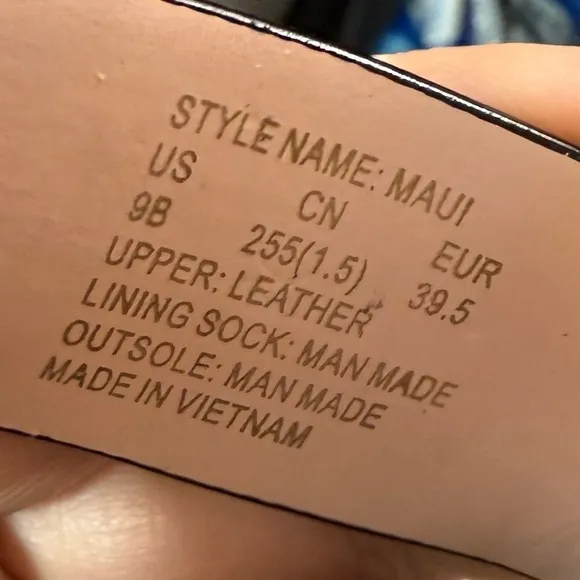 STYLE NAME: MAUI
US CN EUR
9B 255(1.5) 39.5
UPPER: LEATHER
LINING SOCK: MAN MADE
OUTSOLE: MAN MADE
MADE IN VIETNAM